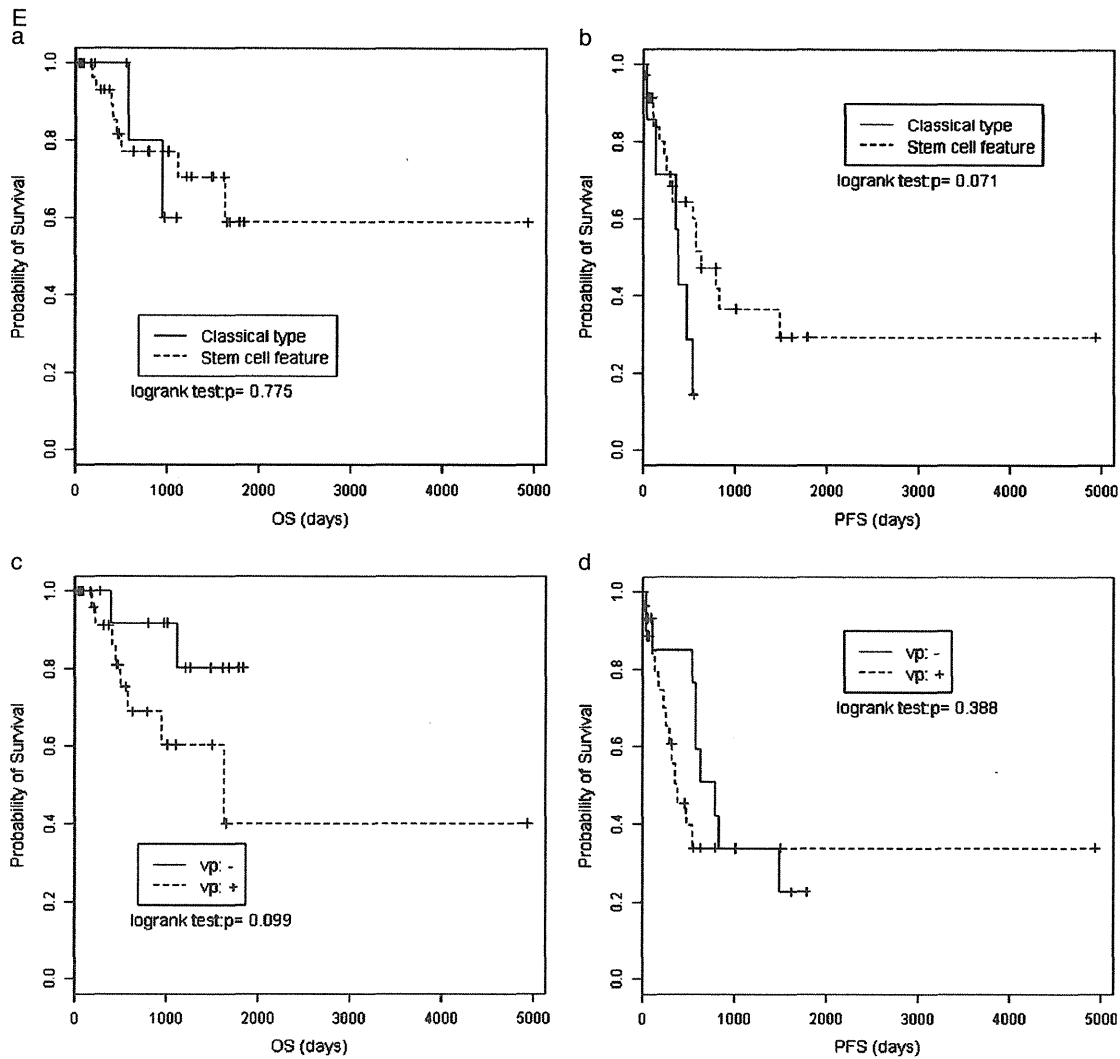 E
a
1.0
0.8
0.6
0.4
0.2
0.0
Probability of Survival
Classical type
Stem cell feature
logrank test:p= 0.775
0
1000
2000
3000
4000
5000
OS (days)
b
1.0
0.8
0.6
0.4
0.2
0.0
Probability of Survival
Classical type
Stem cell feature
logrank test:p= 0.071
0
1000
2000
3000
4000
5000
PFS (days)
c
1.0
0.8
0.6
0.4
0.2
0.0
Probability of Survival
vp: -
vp: +
logrank test:p= 0.099
0
1000
2000
3000
4000
5000
OS (days)
d
1.0
0.8
0.6
0.4
0.2
0.0
Probability of Survival
vp: -
vp: +
logrank test:p= 0.388
0
1000
2000
3000
4000
5000
PFS (days)